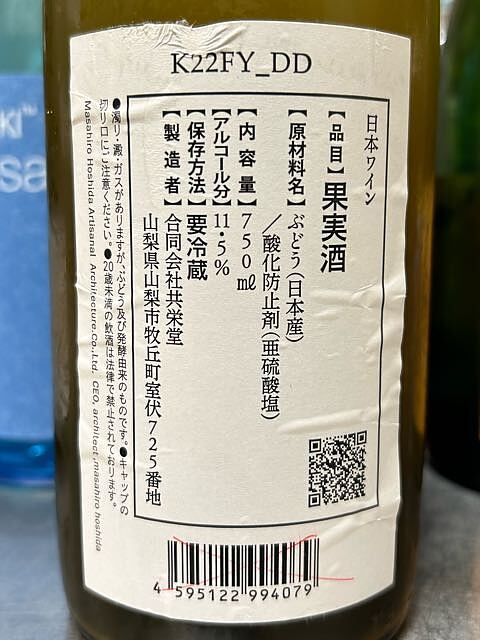 K22FY_DD
日本ワイン
【品目】果実酒
【原材料名】ぶどう(日本産)
／酸化防止剤(亜硫酸塩)
【内容量】750㎖
【アルコール分】11.5%
【保存方法】要冷蔵
【製造者】合同会社共栄堂
山梨県山梨市牧丘町室伏725番地
●濁り・澱・ガスがありますが、ぶどう及び発酵由来のものです。●キャップの
切り口にご注意ください。●20歳未満の飲酒は法律で禁止されております。
Masahiro Hoshida Artisanal Architecture.Co.,Ltd. CEO, architect ,masahiro hoshida
4 595122 994079
ki™
sa